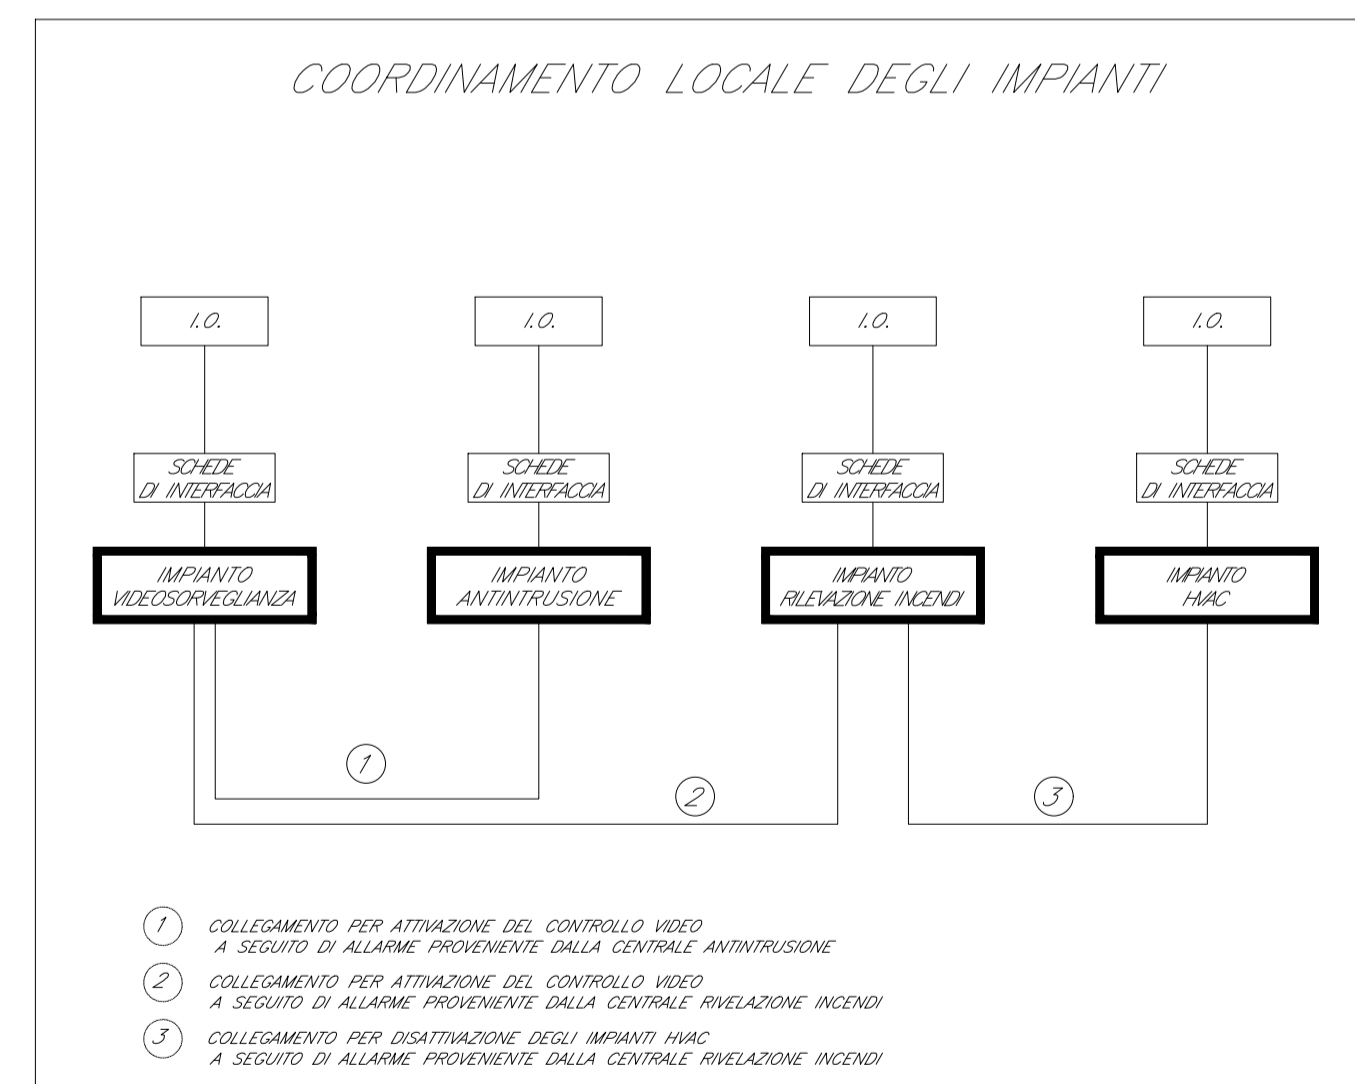 COORDINAMENTO LOCALE DEGLI IMPIANTI
I.O.
I.O.
I.O.
I.O.
SCHEDE
DI INTERFACCIA
SCHEDE
DI INTERFACCIA
SCHEDE
DI INTERFACCIA
SCHEDE
DI INTERFACCIA
IMPIANTO
VIDEOSORVEGLIANZA
IMPIANTO
ANTINTRUSIONE
IMPIANTO
RILEVAZIONE INCENDI
IMPIANTO
HVAC
1
2
3
1 COLLEGAMENTO PER ATTIVAZIONE DEL CONTROLLO VIDEO
A SEGUITO DI ALLARME PROVENIENTE DALLA CENTRALE ANTINTRUSIONE
2 COLLEGAMENTO PER ATTIVAZIONE DEL CONTROLLO VIDEO
A SEGUITO DI ALLARME PROVENIENTE DALLA CENTRALE RIVELAZIONE INCENDI
3 COLLEGAMENTO PER DISATTIVAZIONE DEGLI IMPIANTI HVAC
A SEGUITO DI ALLARME PROVENIENTE DALLA CENTRALE RIVELAZIONE INCENDI